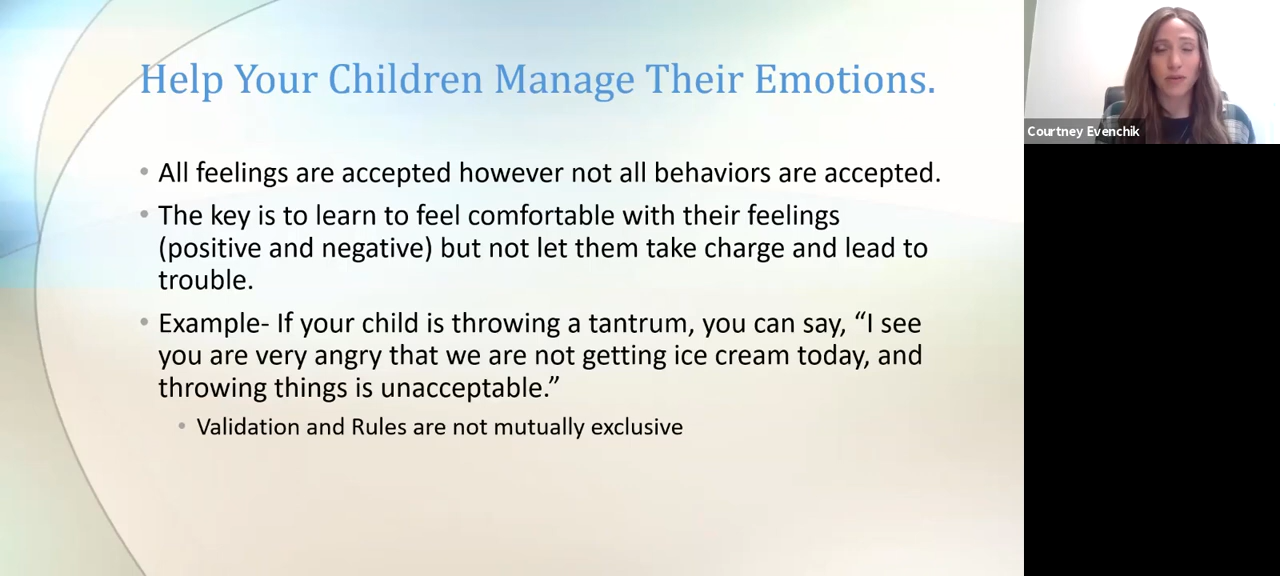 Help Your Children Manage Their Emotions.
• All feelings are accepted however not all behaviors are accepted.
• The key is to learn to feel comfortable with their feelings
(positive and negative) but not let them take charge and lead to
trouble.
• Example- If your child is throwing a tantrum, you can say, “I see
you are very angry that we are not getting ice cream today, and
throwing things is unacceptable.”
• Validation and Rules are not mutually exclusive
Courtney Evenchik